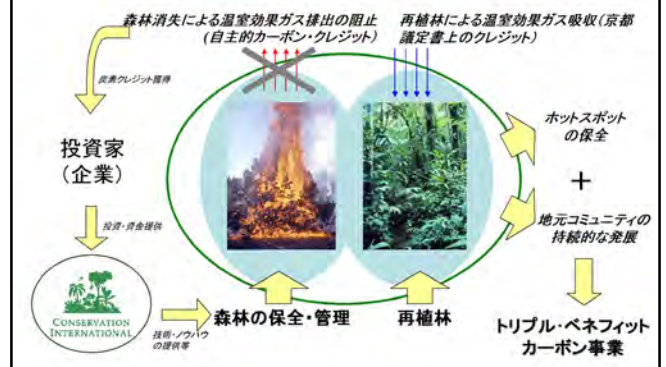 森林消失による温室効果ガス排出の阻止
(自主的カーボン・クレジット)
再植林による温室効果ガス吸収(京都
議定書上のクレジット)
炭素クレジット獲得
投資家
(企業)
投資・資金提供
CONSERVATION
INTERNATIONAL
技術・ノウハウ
の提供等
森林の保全・管理
再植林
ホットスポット
の保全
+
地元コミュニティの
持続的な発展
トリプル・ベネフィット
カーボン事業